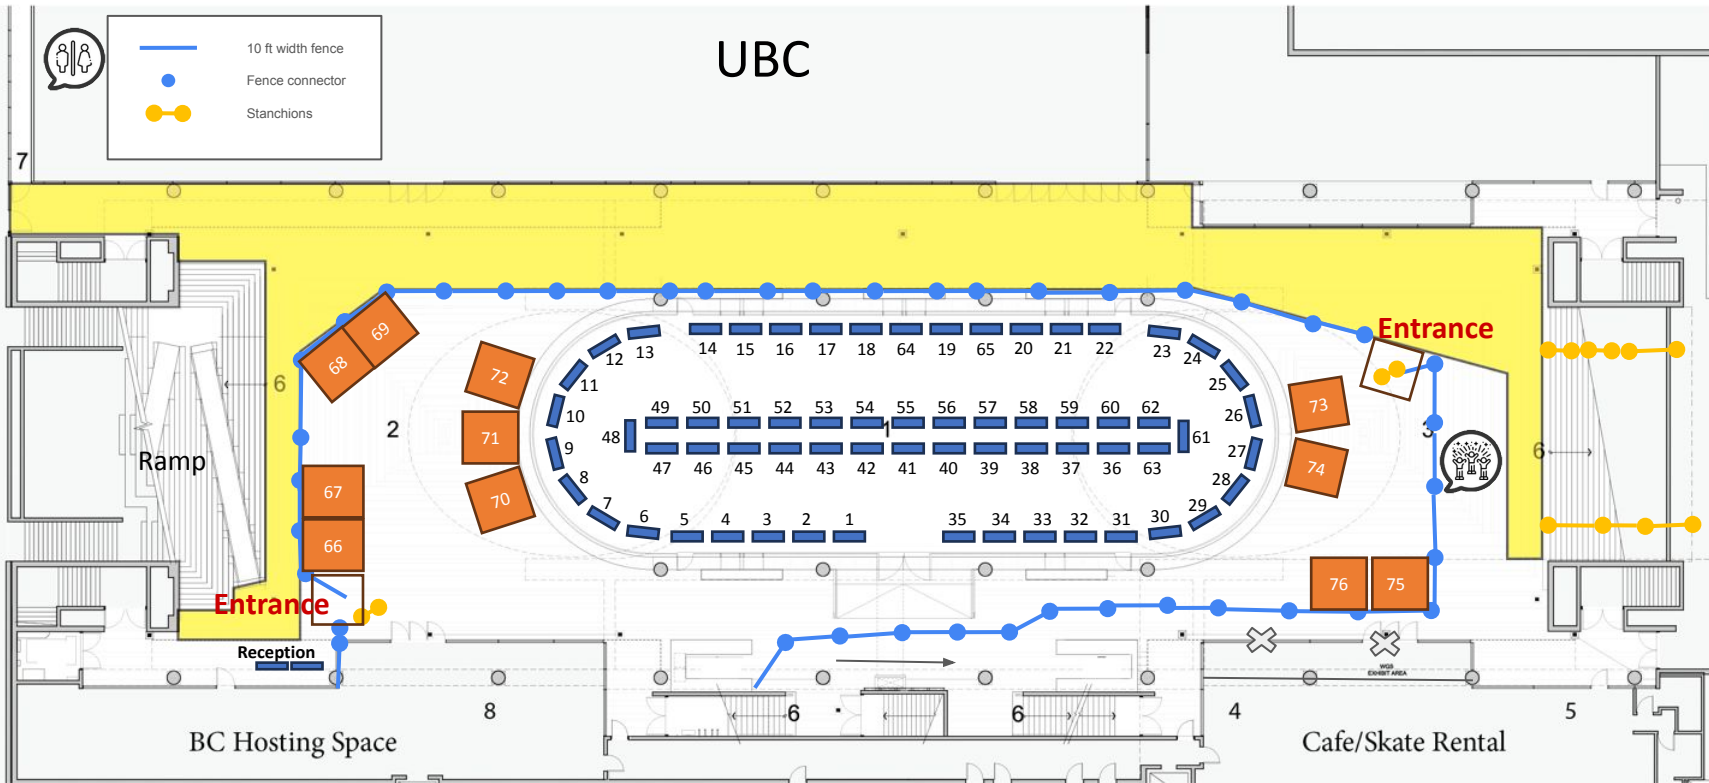 UBC
10 ft width fence
Fence connector
Stanchions
7
Entrance
69
68
13
14 15 16 17 18 64 19 65 20 21 22
23
12
24
72
11
25
6
10
49 50 51 52 53 54 55 56 57 58 59 60 62
26
73
2
71
48
1
61
3
Ramp
9
47 46 45 44 43 42 41 40 39 38 37 36 63
27
6
74
67
70
8
28
7
29
6
5 4 3 2 1
35 34 33 32 31
30
66
76 75
Entrance
Reception
WGS
EXHIBIT AREA
8
6
6
4
5
BC Hosting Space
Cafe/Skate Rental